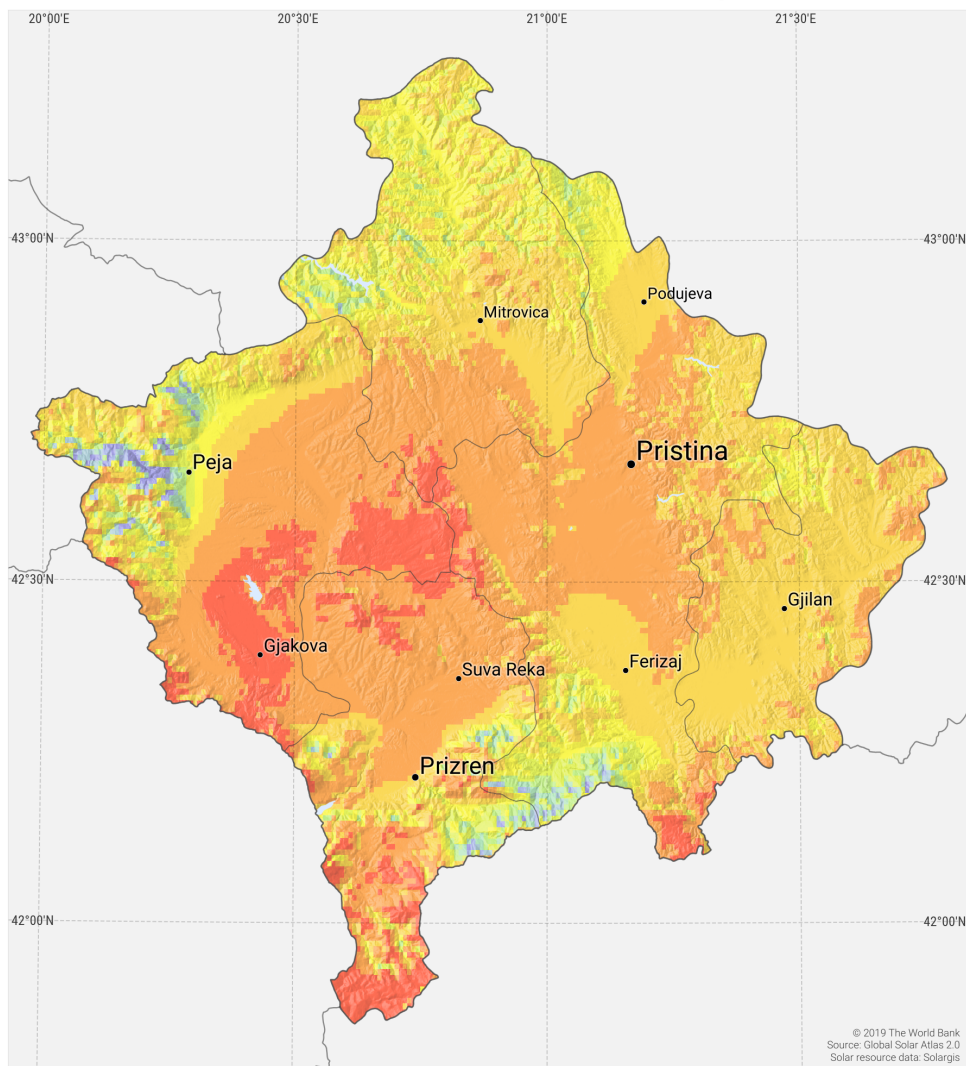 20°00'E
20°30'E
21°00'E
21°30'E
43°00'N
43°00'N
Podujeva
Mitrovica
Pristina
Peja
42°30'N
42°30'N
Gjilan
Gjakova
Ferizaj
Suva Reka
Prizren
42°00'N
42°00'N
© 2019 The World Bank
Source: Global Solar Atlas 2.0
Solar resource data: Solargis